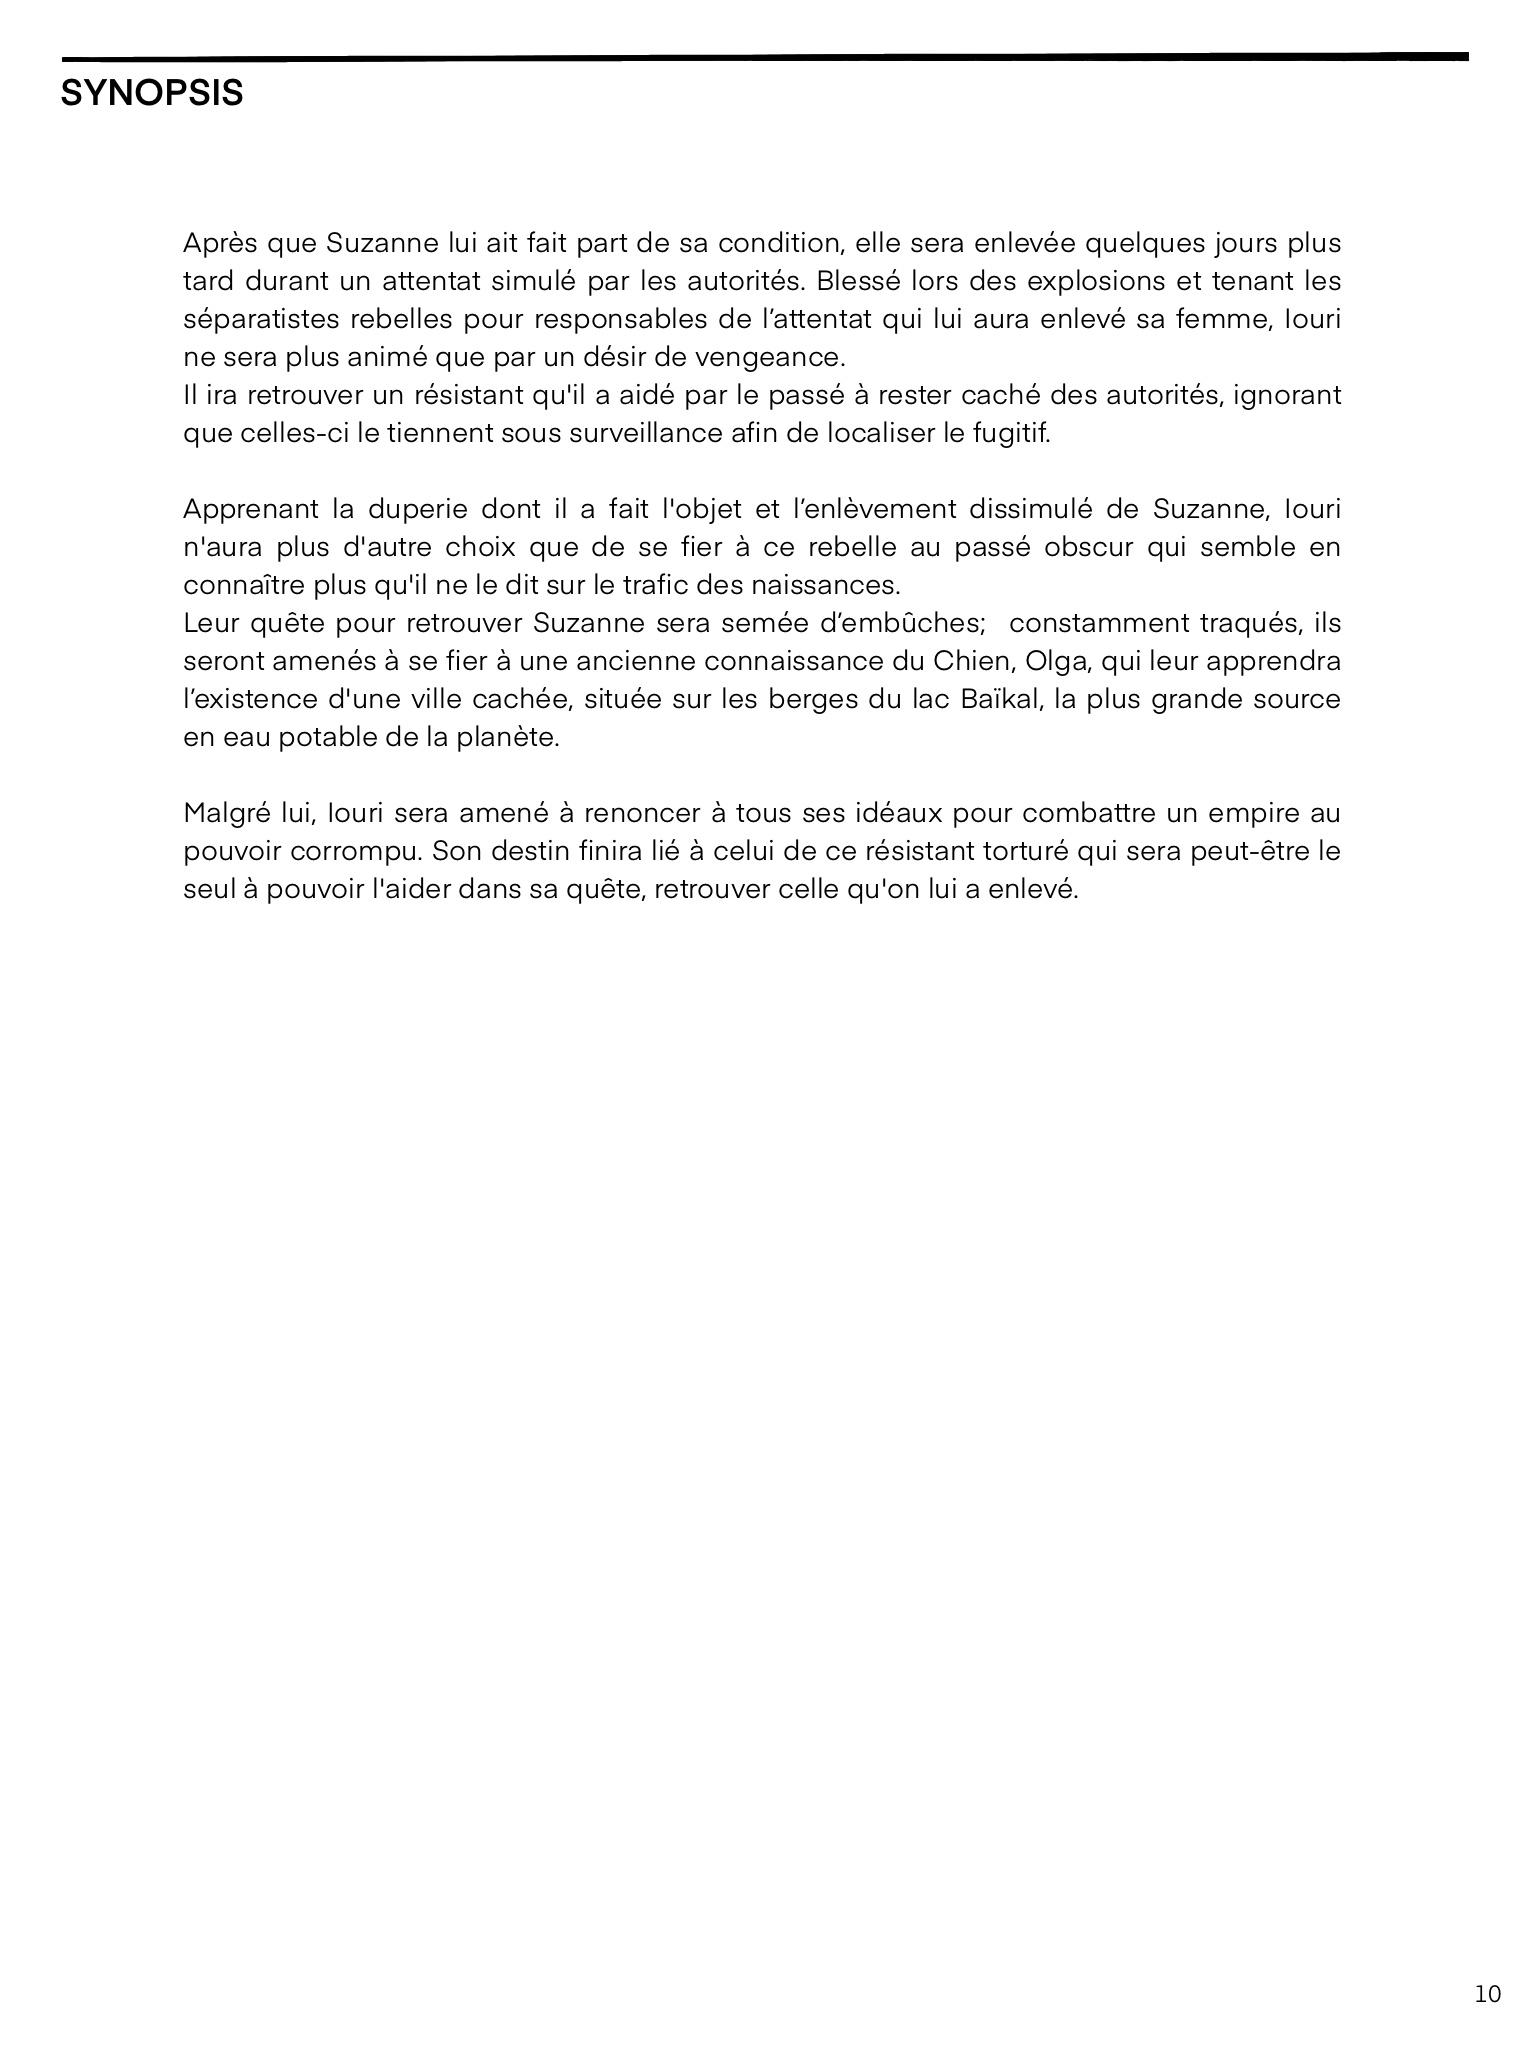 SYNOPSIS
Après que Suzanne lui ait fait part de sa condition, elle sera enlevée quelques jours plus
tard durant un attentat simulé par les autorités. Blessé lors des explosions et tenant les
séparatistes rebelles pour responsables de l’attentat qui lui aura enlevé sa femme, Iouri
ne sera plus animé que par un désir de vengeance.
Il ira retrouver un résistant qu'il a aidé par le passé à rester caché des autorités, ignorant
que celles-ci le tiennent sous surveillance afin de localiser le fugitif.
Apprenant la duperie dont il a fait l'objet et l’enlèvement dissimulé de Suzanne, Iouri
n'aura plus d'autre choix que de se fier à ce rebelle au passé obscur qui semble en
connaître plus qu'il ne le dit sur le trafic des naissances.
Leur quête pour retrouver Suzanne sera semée d’embûches;  constamment traqués, ils
seront amenés à se fier à une ancienne connaissance du Chien, Olga, qui leur apprendra
l’existence d'une ville cachée, située sur les berges du lac Baïkal, la plus grande source
en eau potable de la planète.
Malgré lui, Iouri sera amené à renoncer à tous ses idéaux pour combattre un empire au
pouvoir corrompu. Son destin finira lié à celui de ce résistant torturé qui sera peut-être le
seul à pouvoir l'aider dans sa quête, retrouver celle qu'on lui a enlevé.
10